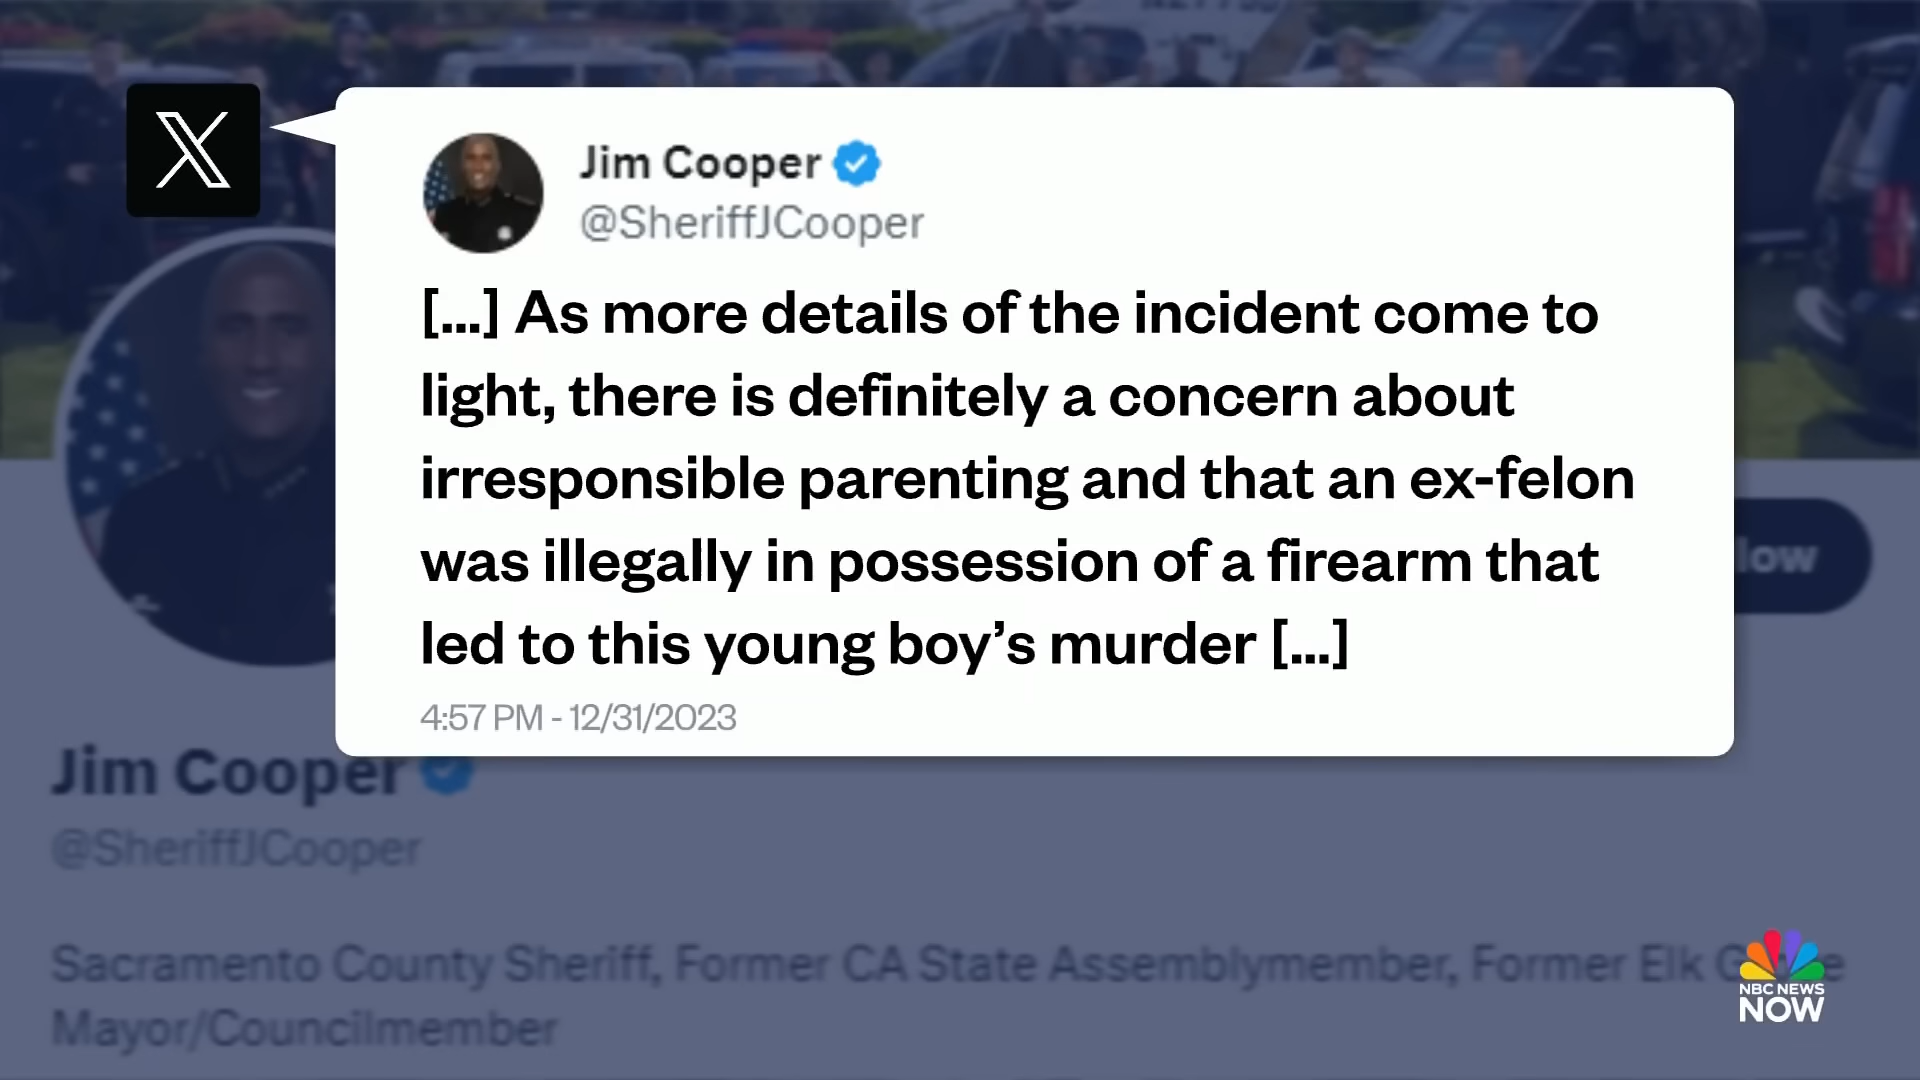 Jim Cooper
@SheriffJCooper
[...] As more details of the incident come to
light, there is definitely a concern about
irresponsible parenting and that an ex-felon
was illegally in possession of a firearm that
led to this young boy’s murder [...]
4:57 PM - 12/31/2023
Jim Cooper
@SheriffJCooper
Sacramento County Sheriff, Former CA State Assemblymember, Former Elk
Mayor/Councilmember
NBC NEWS
NOW